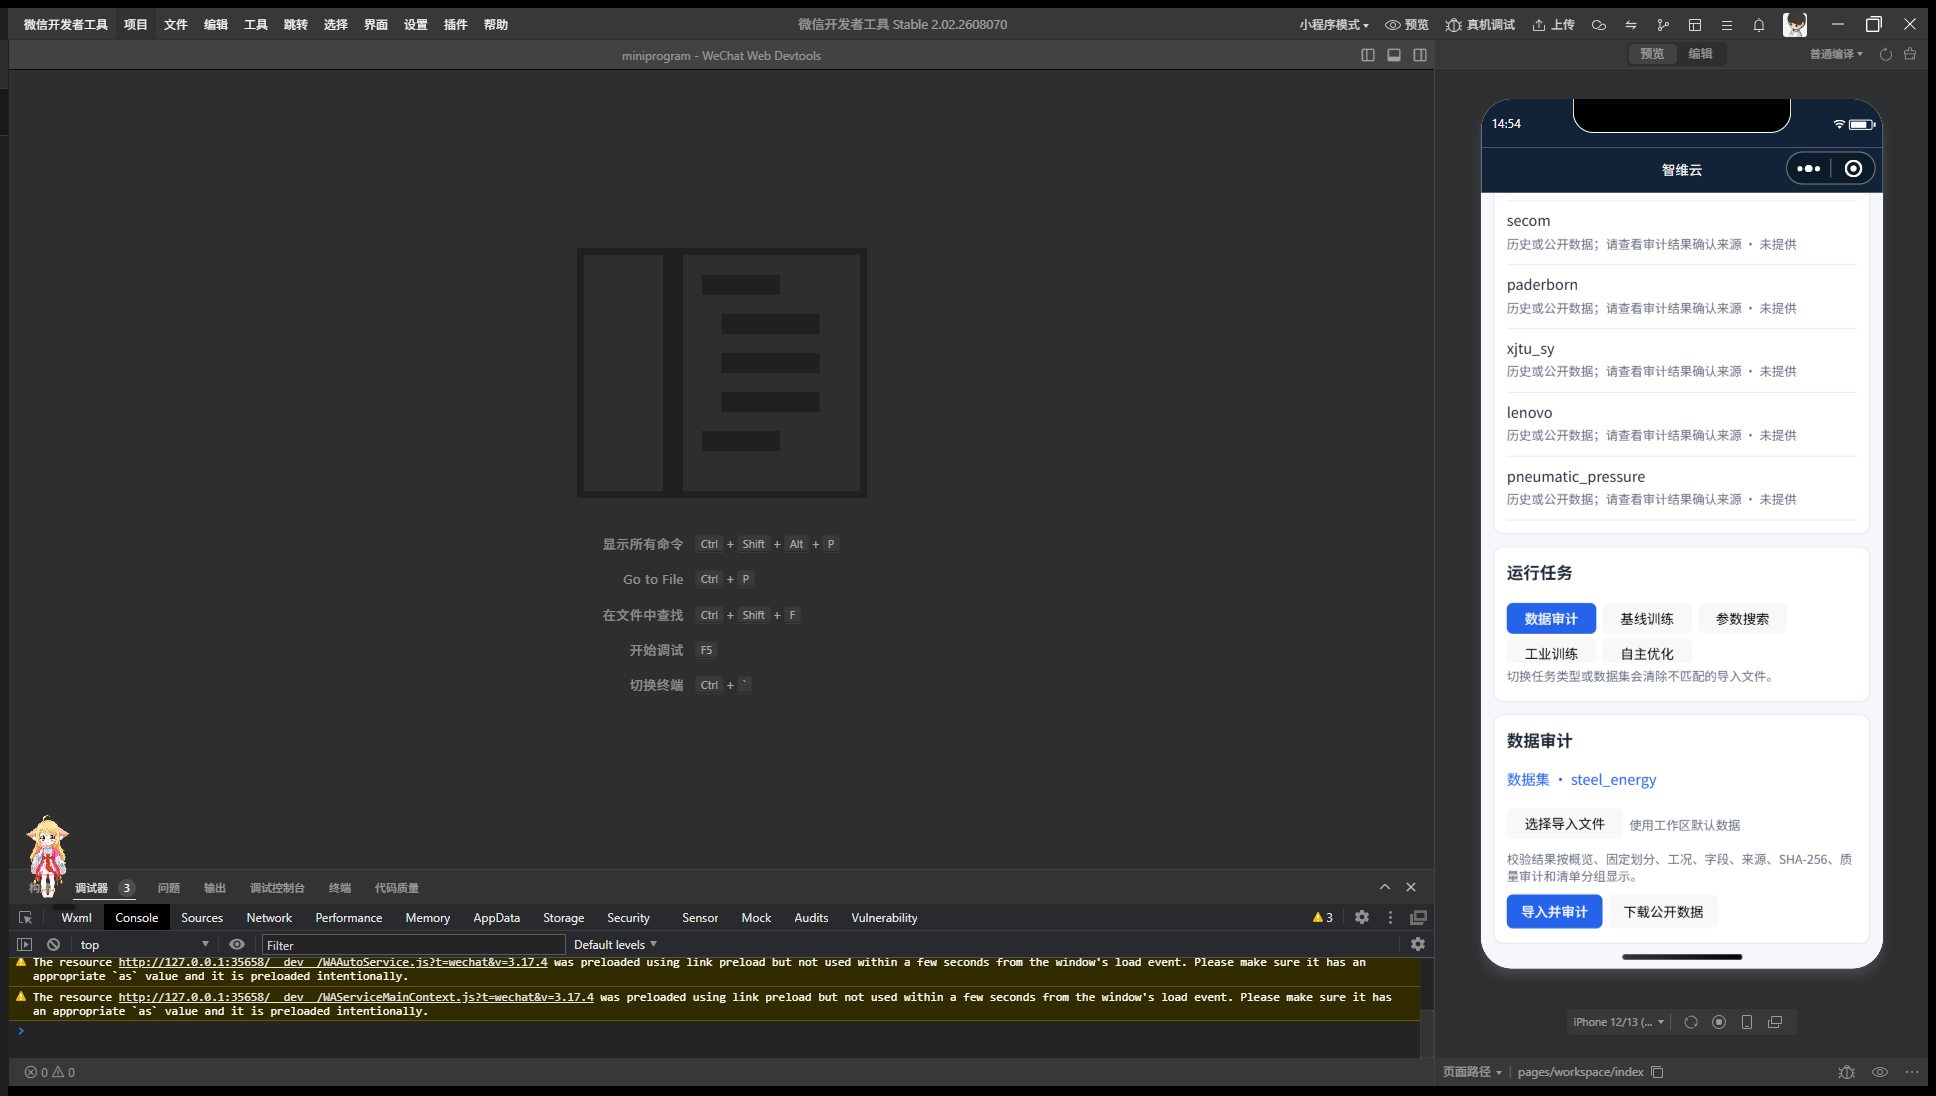 微信开发者工具 项目 文件 编辑 工具 跳转 选择 界面 设置 插件 帮助 微信开发者工具 Stable 2.02.2608070 小程序模式 预览 真机调试 上传
miniprogram - WeChat Web Devtools
预览 编辑 普通编译
14:54
智维云
secom
历史或公开数据；请查看审计结果确认来源 · 未提供
paderborn
历史或公开数据；请查看审计结果确认来源 · 未提供
xjtu_sy
历史或公开数据；请查看审计结果确认来源 · 未提供
lenovo
历史或公开数据；请查看审计结果确认来源 · 未提供
pneumatic_pressure
历史或公开数据；请查看审计结果确认来源 · 未提供
运行任务
数据审计 基线训练 参数搜索
工业训练 自主优化
切换任务类型或数据集会清除不匹配的导入文件。
数据审计
数据集 · steel_energy
选择导入文件 使用工作区默认数据
校验结果按概览、固定划分、工况、字段、来源、SHA-256、质
量审计和清单分组显示。
导入并审计 下载公开数据
iPhone 12/13 (...
页面路径 | pages/workspace/index
显示所有命令 Ctrl + Shift + Alt + P
Go to File Ctrl + P
在文件中查找 Ctrl + Shift + F
开始调试 F5
切换终端 Ctrl + `
构 调试器 3 问题 输出 调试控制台 终端 代码质量
Wxml Console Sources Network Performance Memory AppData Storage Security Sensor Mock Audits Vulnerability 3
top Filter Default levels
The resource http://127.0.0.1:35658/__dev__/WAAutoService.js?t=wechat&v=3.17.4 was preloaded using link preload but not used within a few seconds from the window's load event. Please make sure it has an
appropriate `as` value and it is preloaded intentionally.
The resource http://127.0.0.1:35658/__dev__/WAServiceMainContext.js?t=wechat&v=3.17.4 was preloaded using link preload but not used within a few seconds from the window's load event. Please make sure it has
an appropriate `as` value and it is preloaded intentionally.
0 0